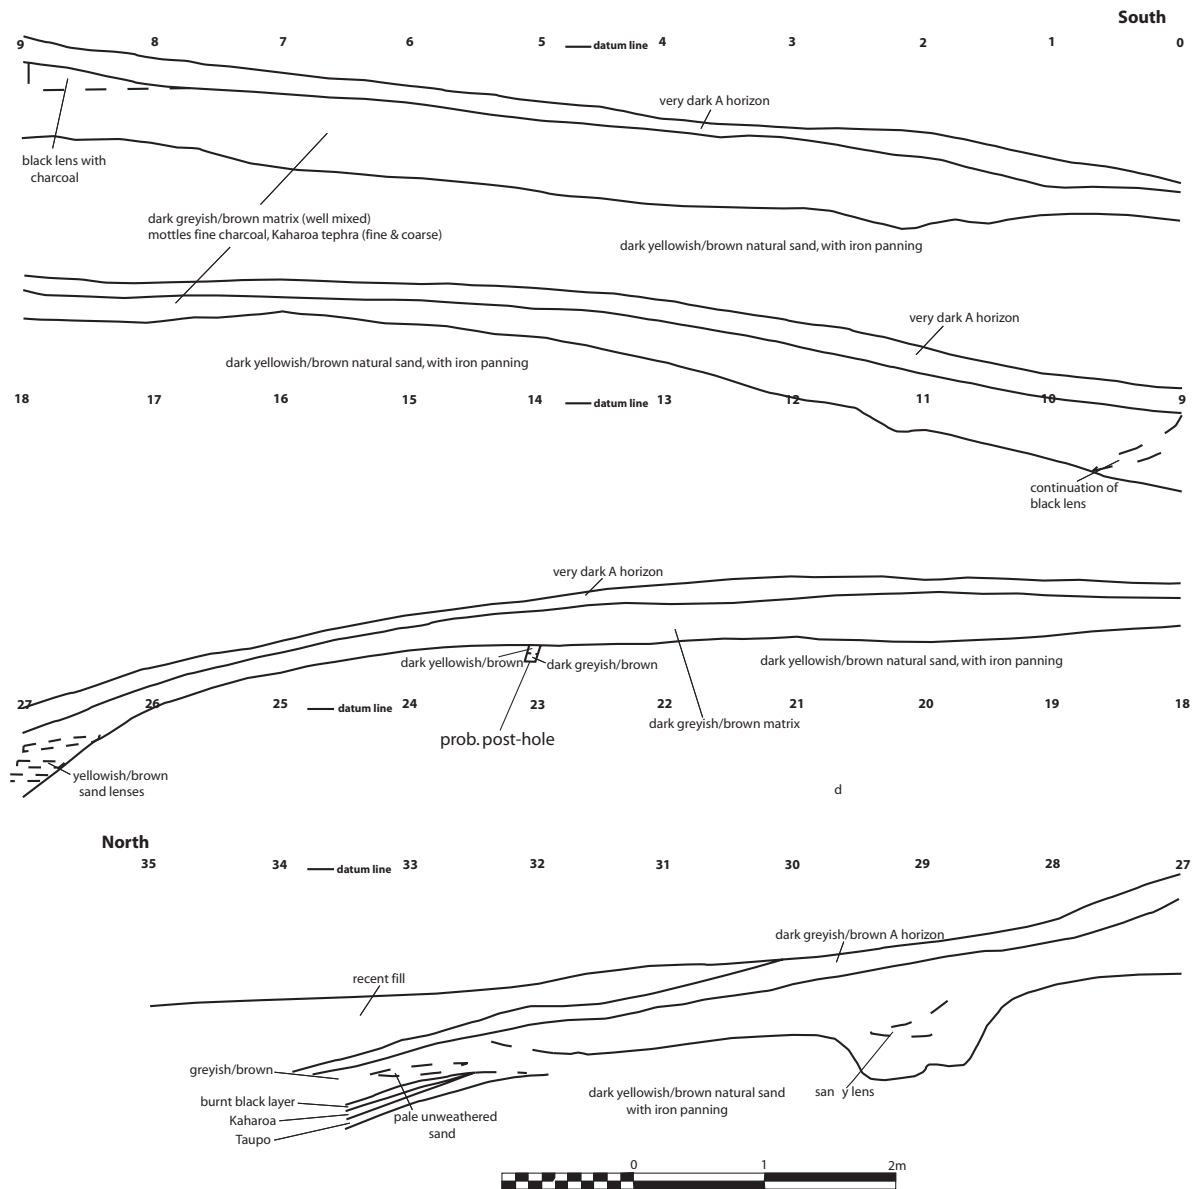 South
9 8 7 6 5 datum line 4 3 2 1 0
very dark A horizon
black lens with
charcoal
dark greyish/brown matrix (well mixed)
mottles fine charcoal, Kaharoa tephra (fine & coarse)
dark yellowish/brown natural sand, with iron panning
very dark A horizon
dark yellowish/brown natural sand, with iron panning
18 17 16 15 14 datum line 13 12 11 10 9
continuation of
black lens
very dark A horizon
dark yellowish/brown dark greyish/brown
dark yellowish/brown natural sand, with iron panning
27 26 25 datum line 24 23 22 21 20 19 18
dark greyish/brown matrix
prob. post-hole
yellowish/brown
sand lenses
d
North
35 34 datum line 33 32 31 30 29 28 27
dark greyish/brown A horizon
recent fill
greyish/brown
burnt black layer
Kaharoa
Taupo
pale unweathered
sand
dark yellowish/brown natural sand
with iron panning
san y lens
0 1 2m